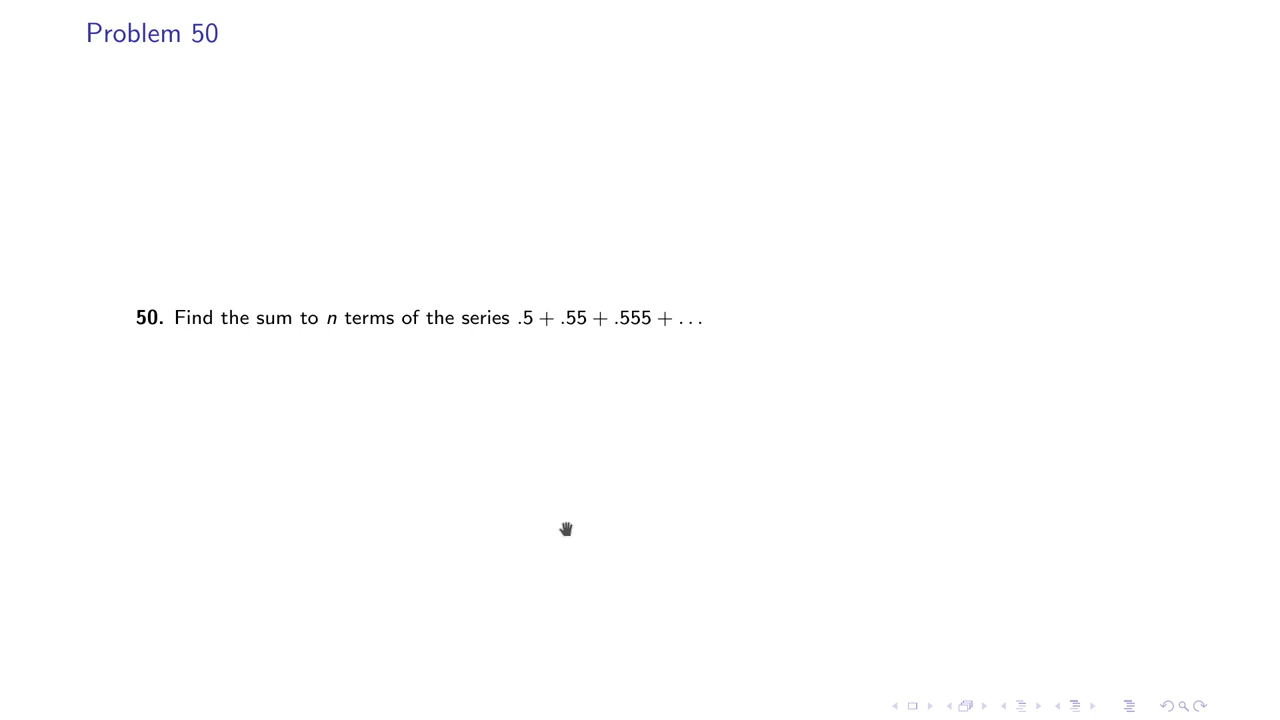 Problem 50
50. Find the sum to n terms of the series .5 + .55 + .555 + . . .